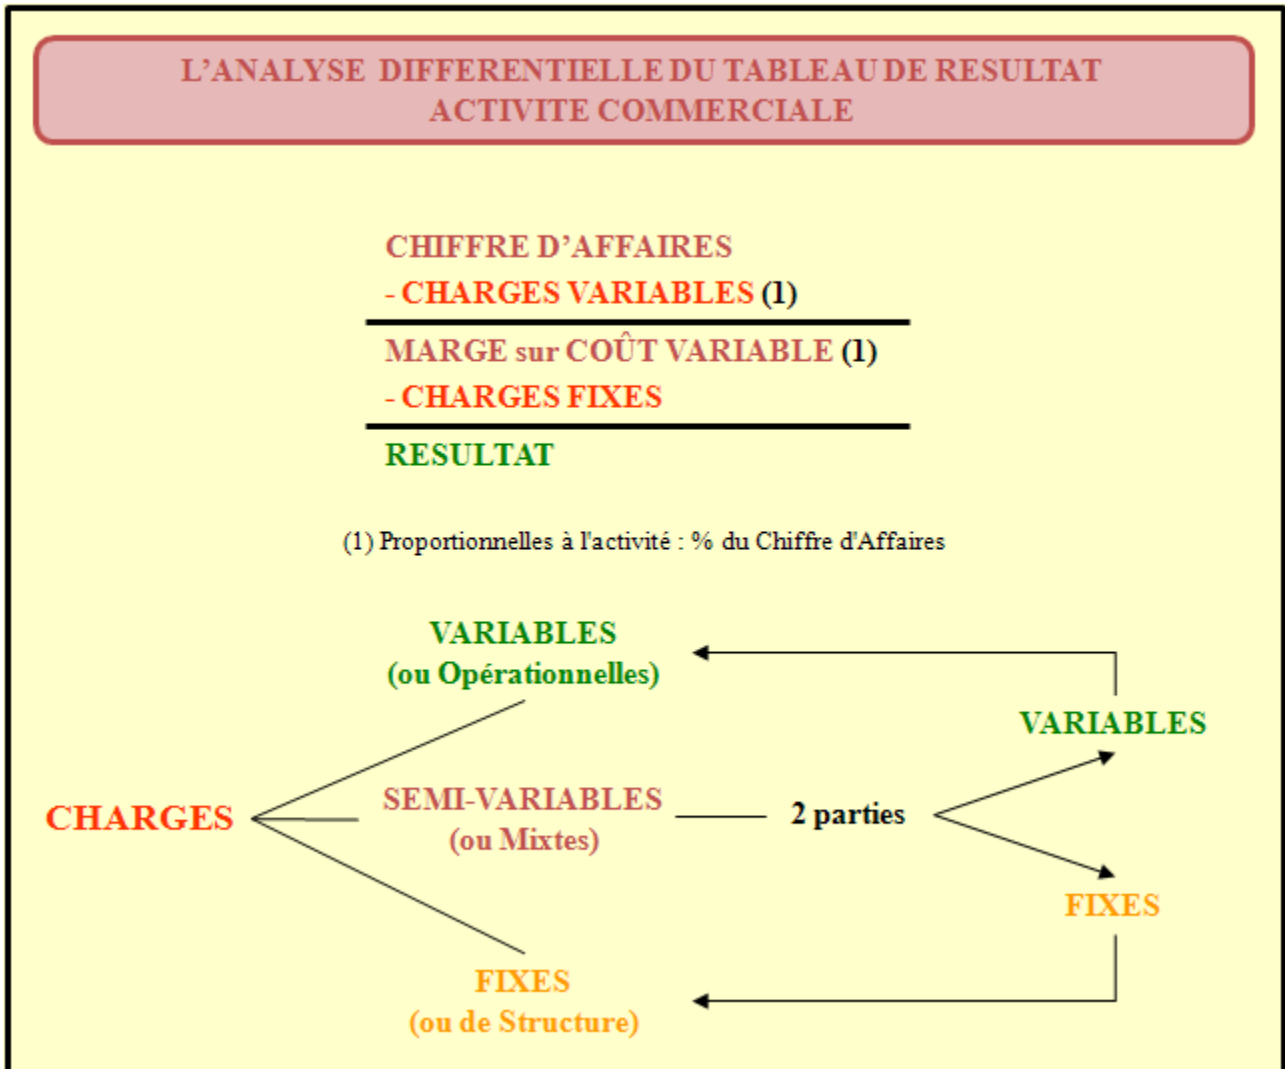 L’ANALYSE DIFFERENTIELLE DU TABLEAU DE RESULTAT
ACTIVITE COMMERCIALE
CHIFFRE D’AFFAIRES
- CHARGES VARIABLES (1)
MARGE sur COÛT VARIABLE (1)
- CHARGES FIXES
RESULTAT
(1) Proportionnelles à l'activité : % du Chiffre d'Affaires
VARIABLES
(ou Opérationnelles)
VARIABLES
CHARGES
SEMI-VARIABLES
(ou Mixtes)
2 parties
FIXES
FIXES
(ou de Structure)